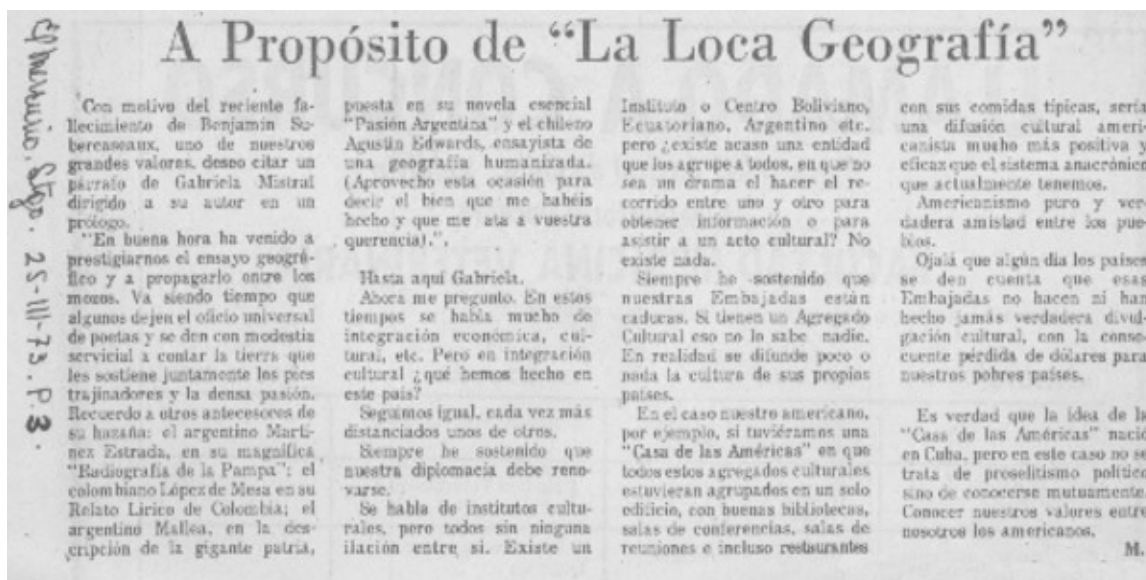 A Propósito de “La Loca Geografía”
Con motivo del reciente fa-
llecimiento de Benjamín Su-
bercaseaux, uno de nuestros
grandes valores, deseo citar un
párrafo de Gabriela Mistral
dirigido a su autor en un
prólogo.
"En buena hora ha venido a
prestigiarnos el ensayo geográ-
fico y a propagarlo entre los
mozos. Va siendo tiempo que
algunos dejen el oficio universal
de poetas y se den con modestia
servicial a contar la tierra que
les sostiene juntamente los pies
trajinadores y la densa pasión.
Recuerdo a otros antecesores de
su hazaña: el argentino Martí-
nez Estrada, en su magnífica
"Radiografía de la Pampa"; el
colombiano López de Mesa en su
Relato Lírico de Colombia; el
argentino Mallea, en la des-
cripción de la gigante patria,
puesta en su novela esencial
"Pasión Argentina" y el chileno
Agustín Edwards, ensayista de
una geografía humanizada.
(Aprovecho esta ocasión para
decir el bien que me habéis
hecho y que me ata a vuestra
querencia).".
Hasta aquí Gabriela.
Ahora me pregunto. En estos
tiempos se habla mucho de
integración económica, cul-
tural, etc. Pero en integración
cultural ¿qué hemos hecho en
este país?
Seguimos igual, cada vez más
distanciados unos de otros.
Siempre he sostenido que
nuestra diplomacia debe reno-
varse.
Se habla de institutos cultu-
rales, pero todos sin ninguna
ilación entre sí. Existe un
Instituto o Centro Boliviano,
Ecuatoriano, Argentino etc.
pero ¿existe acaso una entidad
que los agrupe a todos, en que no
sea un drama el hacer el re-
corrido entre uno y otro para
obtener información o para
asistir a un acto cultural? No
existe nada.
Siempre he sostenido que
nuestras Embajadas están
caducas. Si tienen un Agregado
Cultural eso no lo sabe nadie.
En realidad se difunde poco o
nada la cultura de sus propios
países.
En el caso nuestro americano,
por ejemplo, si tuviéramos una
"Casa de las Américas" en que
todos estos agregados culturales
estuvieran agrupados en un solo
edificio, con buenas bibliotecas,
salas de conferencias, salas de
reuniones e incluso restaurantes
con sus comidas típicas, sería
una difusión cultural ameri-
canista mucho más positiva y
eficaz que el sistema anacrónico
que actualmente tenemos.
Americanismo puro y ver-
dadera amistad entre los pue-
blos.
Ojalá que algún día los países
se den cuenta que esas
Embajadas no hacen ni han
hecho jamás verdadera divul-
gación cultural, con la conse-
cuente pérdida de dólares para
nuestros pobres países.
Es verdad que la idea de la
"Casa de las Américas" nació
en Cuba, pero en este caso no se
trata de proselitismo político
sino de conocerse mutuamente.
Conocer nuestros valores entre
nosotros los americanos.
M.
El Mercurio, Stgo. 25-III-73. P.3.